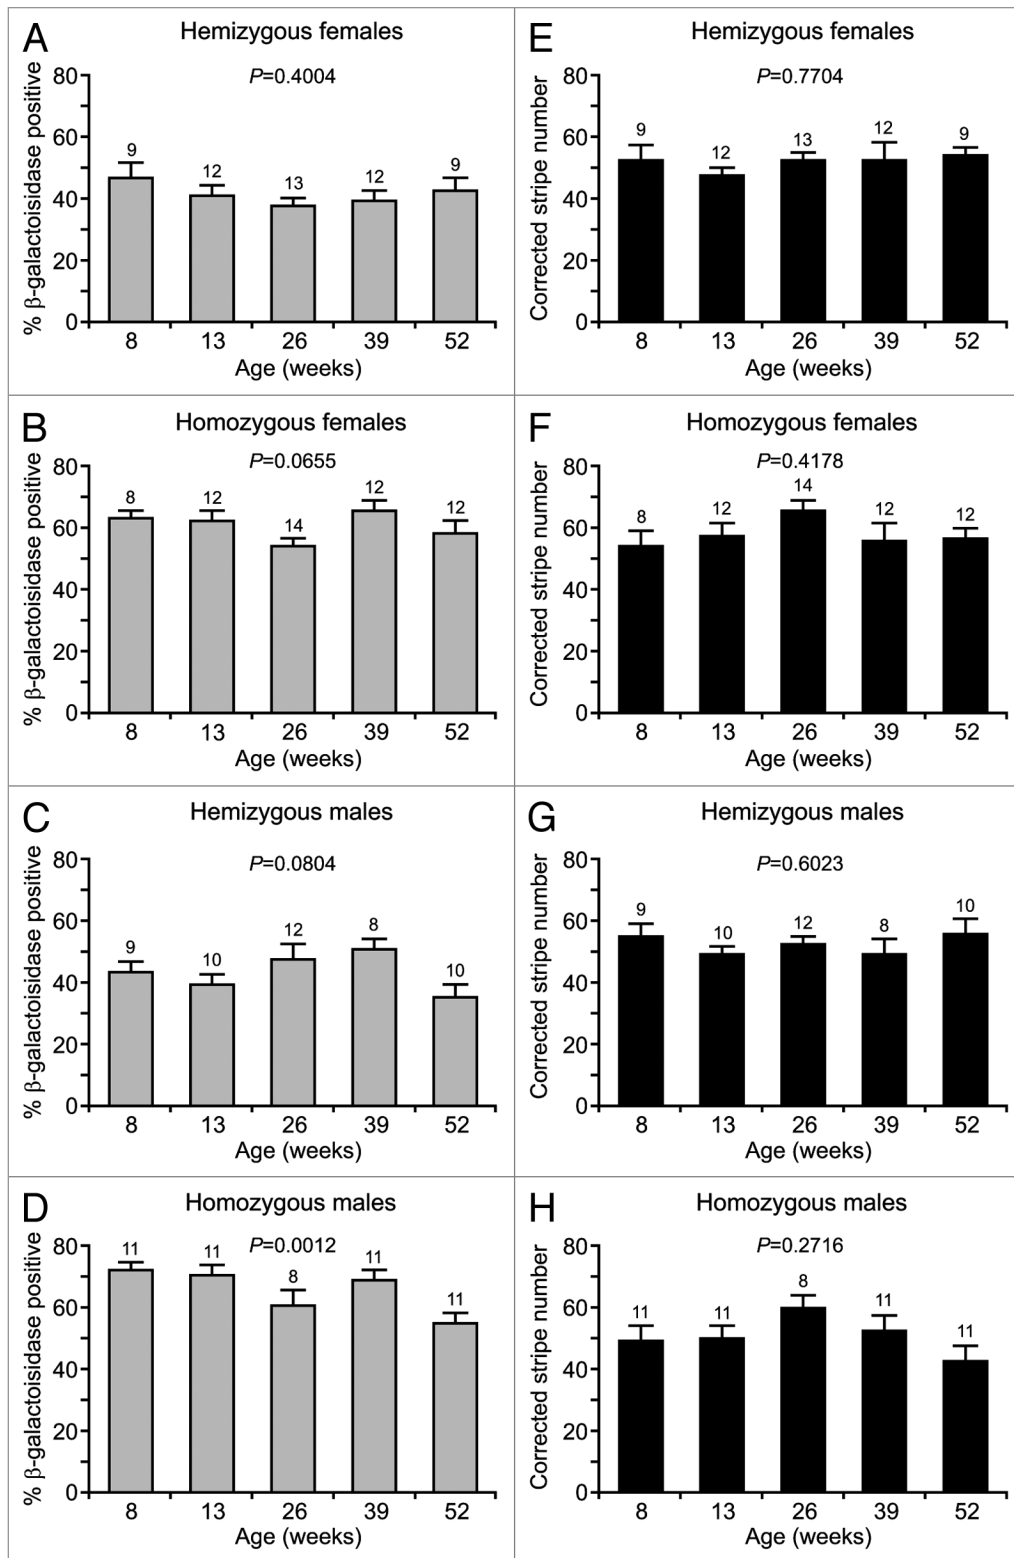 A
Hemizygous females
P=0.4004
% β-galactoisidase positive
80
60
40
20
0
9
12
13
12
9
8 13 26 39 52
Age (weeks)
E
Hemizygous females
P=0.7704
Corrected stripe number
80
60
40
20
0
9
12
13
12
9
8 13 26 39 52
Age (weeks)
B
Homozygous females
P=0.0655
% β-galactoisidase positive
80
60
40
20
0
8
12
14
12
12
8 13 26 39 52
Age (weeks)
F
Homozygous females
P=0.4178
Corrected stripe number
80
60
40
20
0
8
12
14
12
12
8 13 26 39 52
Age (weeks)
C
Hemizygous males
P=0.0804
% β-galactoisidase positive
80
60
40
20
0
9
10
12
8
10
8 13 26 39 52
Age (weeks)
G
Hemizygous males
P=0.6023
Corrected stripe number
80
60
40
20
0
9
10
12
8
10
8 13 26 39 52
Age (weeks)
D
Homozygous males
P=0.0012
% β-galactoisidase positive
80
60
40
20
0
11
11
8
11
11
8 13 26 39 52
Age (weeks)
H
Homozygous males
P=0.2716
Corrected stripe number
80
60
40
20
0
11
11
8
11
11
8 13 26 39 52
Age (weeks)